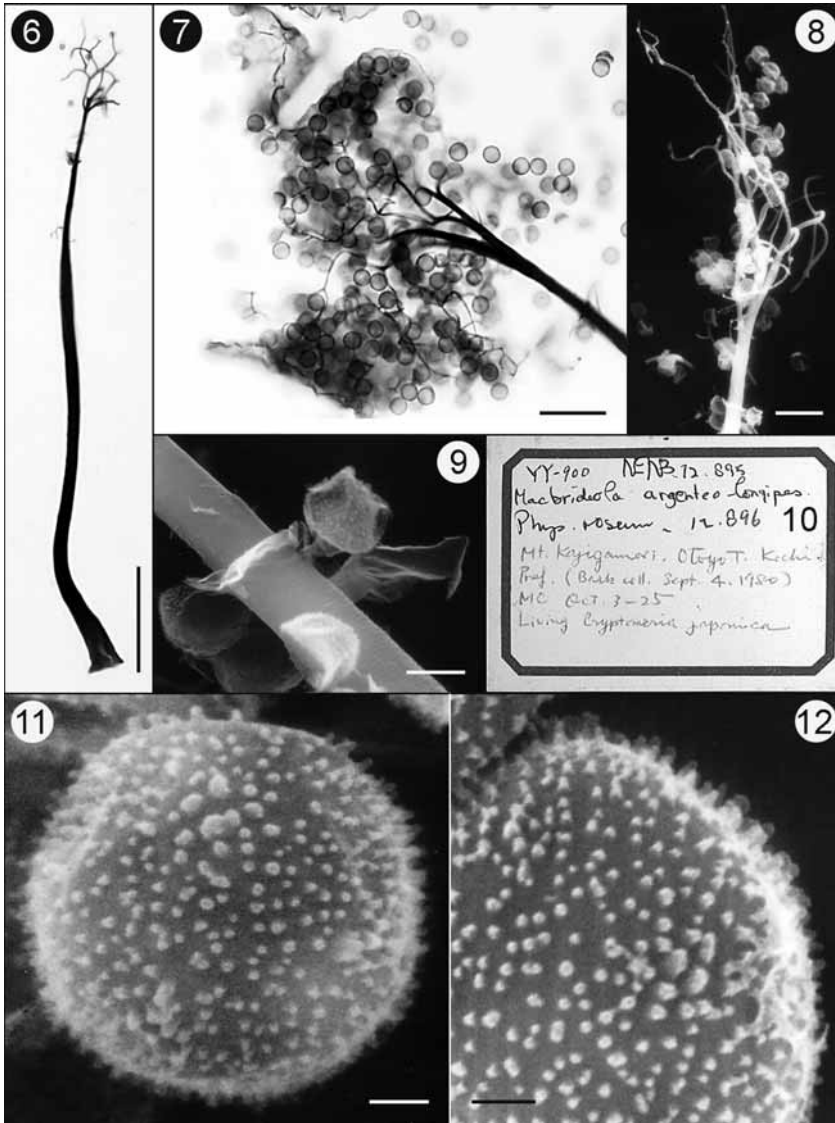 6
7
8
9
10
YY-900 NENB.12.895
Macbrideola argenteo longipes.
Phys. roseum, 12.896
Mt. Kajigamori, Otoyo T. Kochi
Pref. (Bark coll. Sept. 4. 1980)
MC Oct. 3-25
Living Cryptomeria japonica
11
12